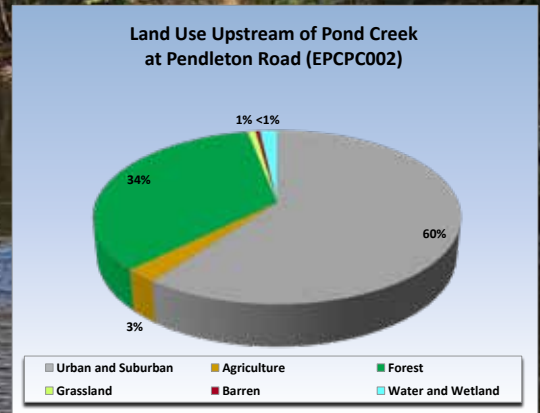 Land Use Upstream of Pond Creek
at Pendleton Road (EPCPC002)
1% <1%
34%
60%
3%
Urban and Suburban Agriculture Forest
Grassland Barren Water and Wetland